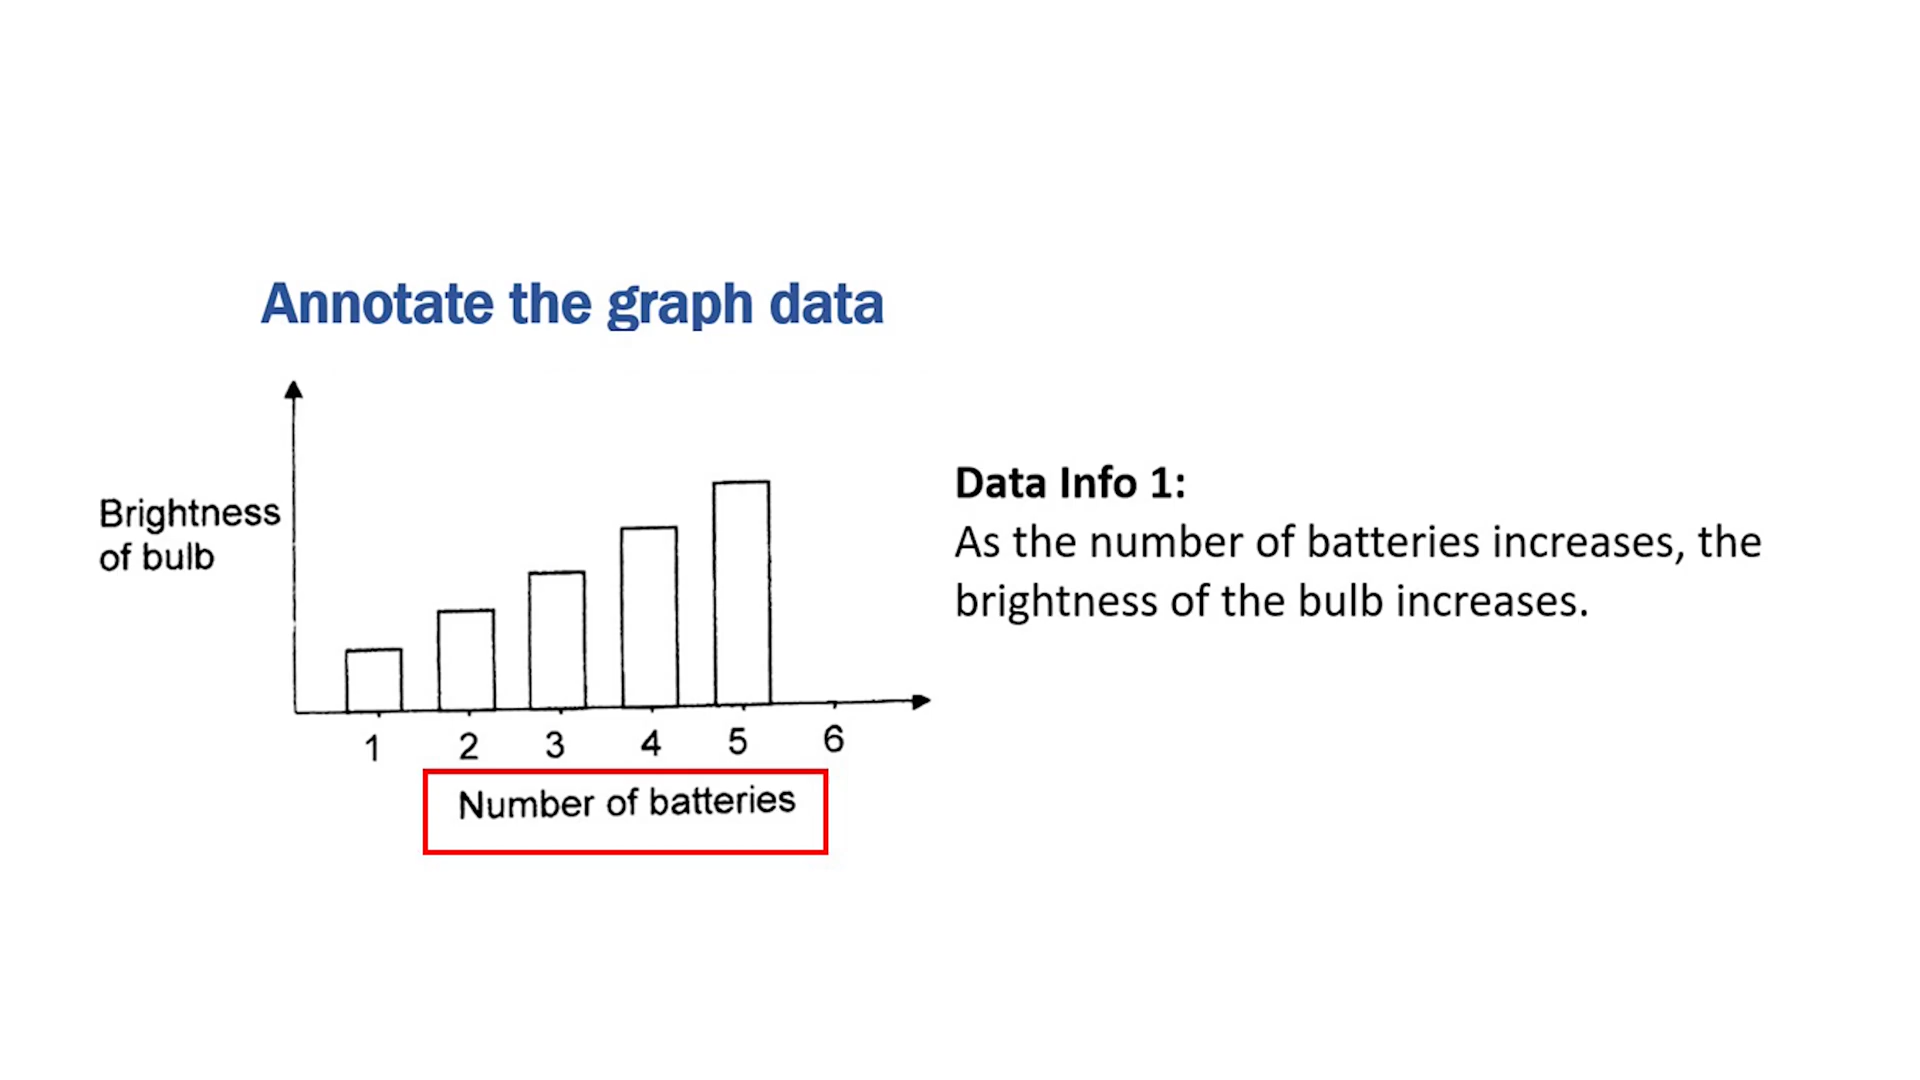 Annotate the graph data
Brightness
of bulb
1 2 3 4 5 6
Number of batteries
Data Info 1:
As the number of batteries increases, the
brightness of the bulb increases.